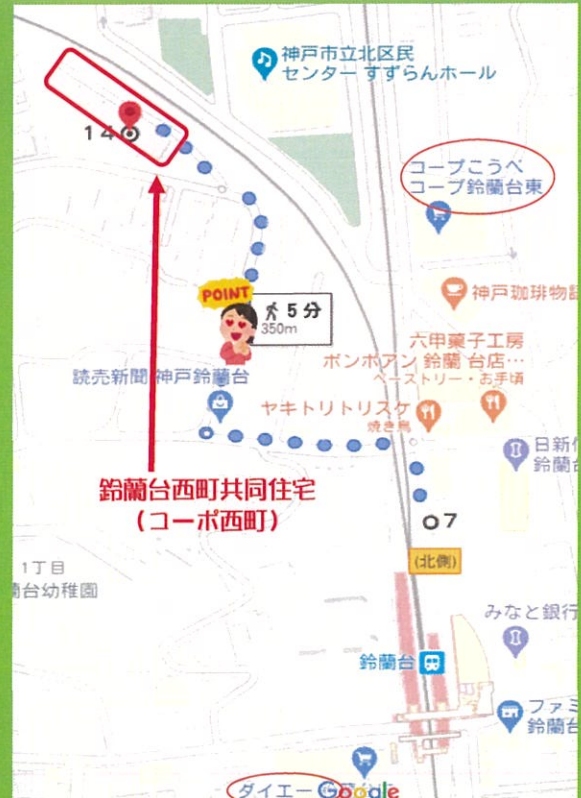 神戸市立北区民
センター すずらんホール
14
コープこうべ
コープ鈴蘭台東
神戸珈琲物
POINT
5分
350m
六甲菓子工房
ボンボアン 鈴蘭 台店…
ペーストリー・お手頃
読売新聞 神戸鈴蘭台
ヤキトリトリスケ
焼き鳥
日新
鈴蘭
鈴蘭台西町共同住宅
(コーポ西町)
07
(北側)
1丁目
蘭台幼稚園
みなと銀行
鈴蘭台
ファミ
鈴蘭台
ダイエー
Google